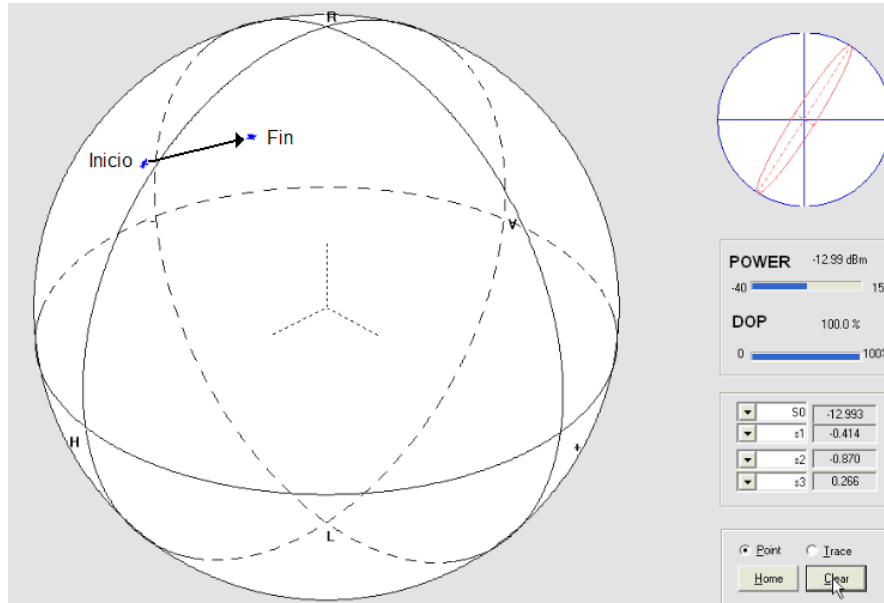 R
Inicio
Fin
A
H
+
L
POWER -12.99 dBm
-40 15
DOP 100.0 %
0 100%
S0 -12.993
s1 -0.414
s2 -0.870
s3 0.266
Point Trace
Home Clear